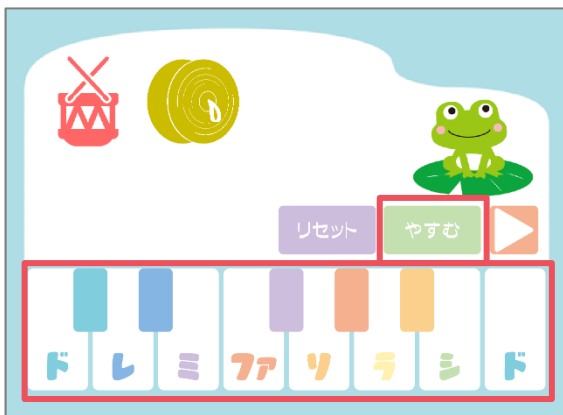 リセット やすむ
ド レ ミ ファ ソ ラ シ ド